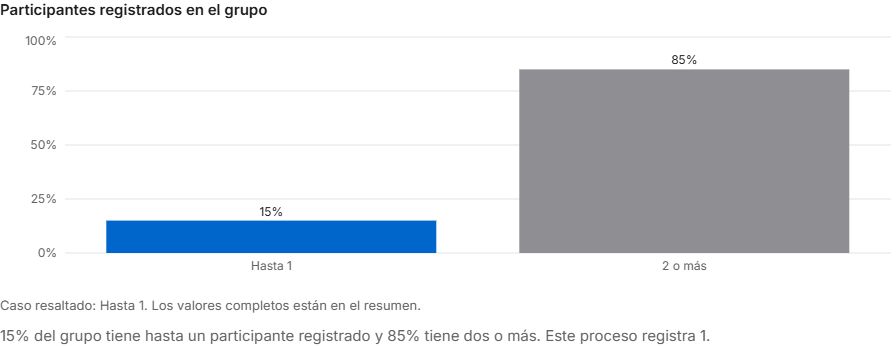 Participantes registrados en el grupo
100%
85%
75%
50%
25%
15%
0%
Hasta 1
2 o más
Caso resaltado: Hasta 1. Los valores completos están en el resumen.
15% del grupo tiene hasta un participante registrado y 85% tiene dos o más. Este proceso registra 1.